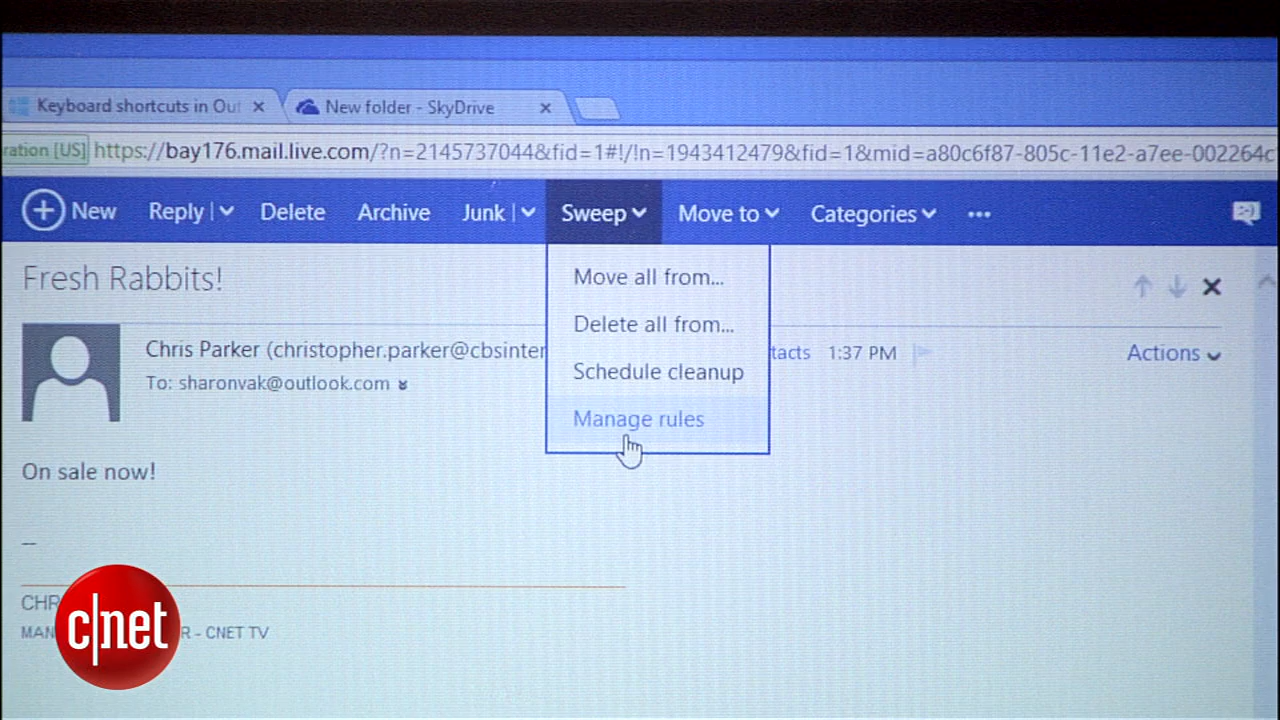 Keyboard shortcuts in Out
New folder - SkyDrive
ration [US] https://bay176.mail.live.com/?n=2145737044&fid=1#!/!n=1943412479&fid=1&mid=a80c6f87-805c-11e2-a7ee-002264c
New Reply Delete Archive Junk Sweep Move to Categories •••
Fresh Rabbits!
Move all from...
Delete all from...
Schedule cleanup
Manage rules
Chris Parker (christopher.parker@cbsinter tacts 1:37 PM Actions
To: sharonvak@outlook.com
On sale now!
--
CHR
MAN R - CNET TV
c|net